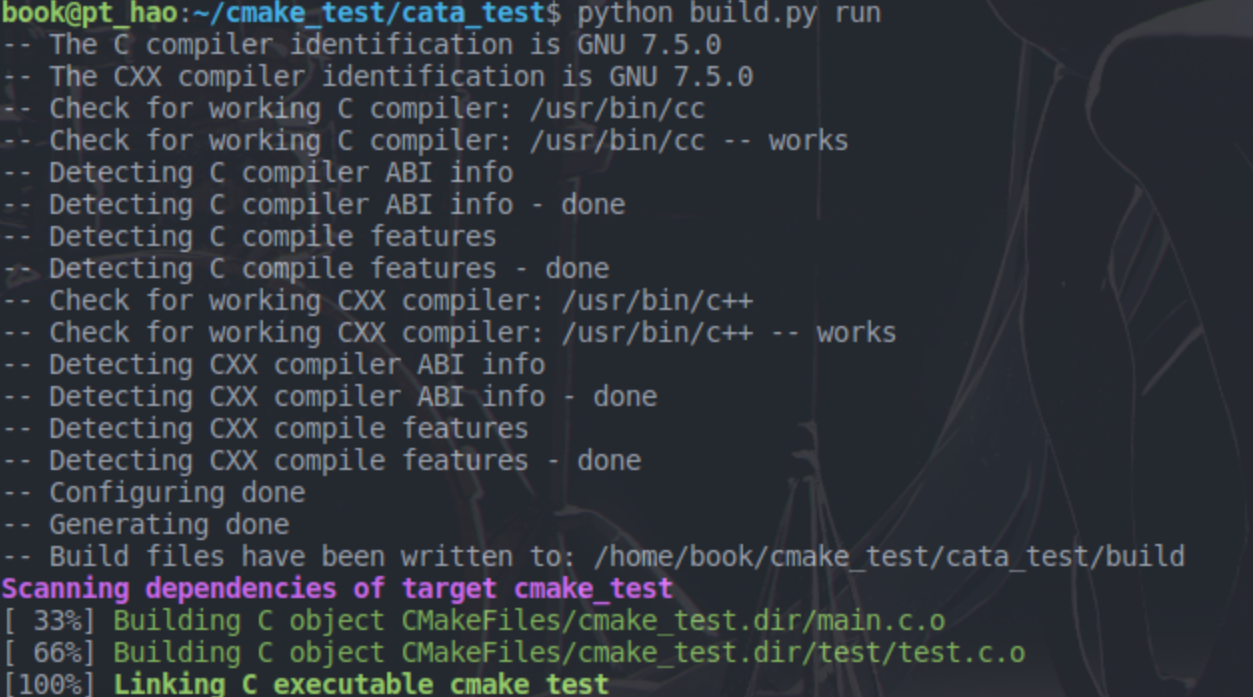 book@pt_hao:~/cmake_test/cata_test$ python build.py run
-- The C compiler identification is GNU 7.5.0
-- The CXX compiler identification is GNU 7.5.0
-- Check for working C compiler: /usr/bin/cc
-- Check for working C compiler: /usr/bin/cc -- works
-- Detecting C compiler ABI info
-- Detecting C compiler ABI info - done
-- Detecting C compile features
-- Detecting C compile features - done
-- Check for working CXX compiler: /usr/bin/c++
-- Check for working CXX compiler: /usr/bin/c++ -- works
-- Detecting CXX compiler ABI info
-- Detecting CXX compiler ABI info - done
-- Detecting CXX compile features
-- Detecting CXX compile features - done
-- Configuring done
-- Generating done
-- Build files have been written to: /home/book/cmake_test/cata_test/build
Scanning dependencies of target cmake_test
[ 33%] Building C object CMakeFiles/cmake_test.dir/main.c.o
[ 66%] Building C object CMakeFiles/cmake_test.dir/test/test.c.o
[100%] Linking C executable cmake_test